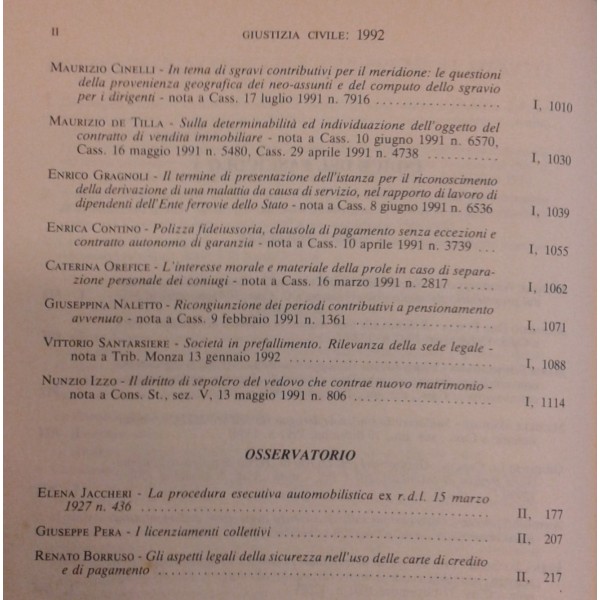 II GIUSTIZIA CIVILE: 1992
MAURIZIO CINELLI - In tema di sgravi contributivi per il meridione: le questioni
della provenienza geografica dei neo-assunti e del computo dello sgravio
per i dirigenti - nota a Cass. 17 luglio 1991 n. 7916 .................... I, 1010
MAURIZIO DE TILLA - Sulla determinabilità ed individuazione dell'oggetto del
contratto di vendita immobiliare - nota a Cass. 10 giugno 1991 n. 6570,
Cass. 16 maggio 1991 n. 5480, Cass. 29 aprile 1991 n. 4738 ........... I, 1030
ENRICO GRAGNOLI - Il termine di presentazione dell'istanza per il riconoscimento
della derivazione di una malattia da causa di servizio, nel rapporto di lavoro di
dipendenti dell'Ente ferrovie dello Stato - nota a Cass. 8 giugno 1991 n. 6536 I, 1039
ENRICA CONTINO - Polizza fideiussoria, clausola di pagamento senza eccezioni e
contratto autonomo di garanzia - nota a Cass. 10 aprile 1991 n. 3739 ... I, 1055
CATERINA OREFICE - L'interesse morale e materiale della prole in caso di separa-
zione personale dei coniugi - nota a Cass. 16 marzo 1991 n. 2817 ...... I, 1062
GIUSEPPINA NALETTO - Ricongiunzione dei periodi contributivi a pensionamento
avvenuto - nota a Cass. 9 febbraio 1991 n. 1361 ...................... I, 1071
VITTORIO SANTARSIERE - Società in prefallimento. Rilevanza della sede legale -
nota a Trib. Monza 13 gennaio 1992 ................................ I, 1088
NUNZIO IZZO - Il diritto di sepolcro del vedovo che contrae nuovo matrimonio -
nota a Cons. St., sez. V, 13 maggio 1991 n. 806 ...................... I, 1114
OSSERVATORIO
ELENA JACCHERI - La procedura esecutiva automobilistica ex r.d.l. 15 marzo
1927 n. 436 ........................................ II, 177
GIUSEPPE PERA - I licenziamenti collettivi ........................ II, 207
RENATO BORRUSO - Gli aspetti legali della sicurezza nell'uso delle carte di credito
e di pagamento ........................................ II, 217